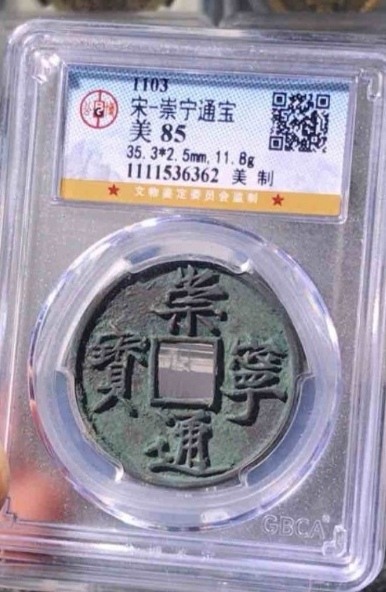 1103
宋-崇宁通宝
美 85
35.3*2.5mm, 11.8g
1111536362 美 制
文物鉴定委员会监制
崇
寶 寧
通
GBCA